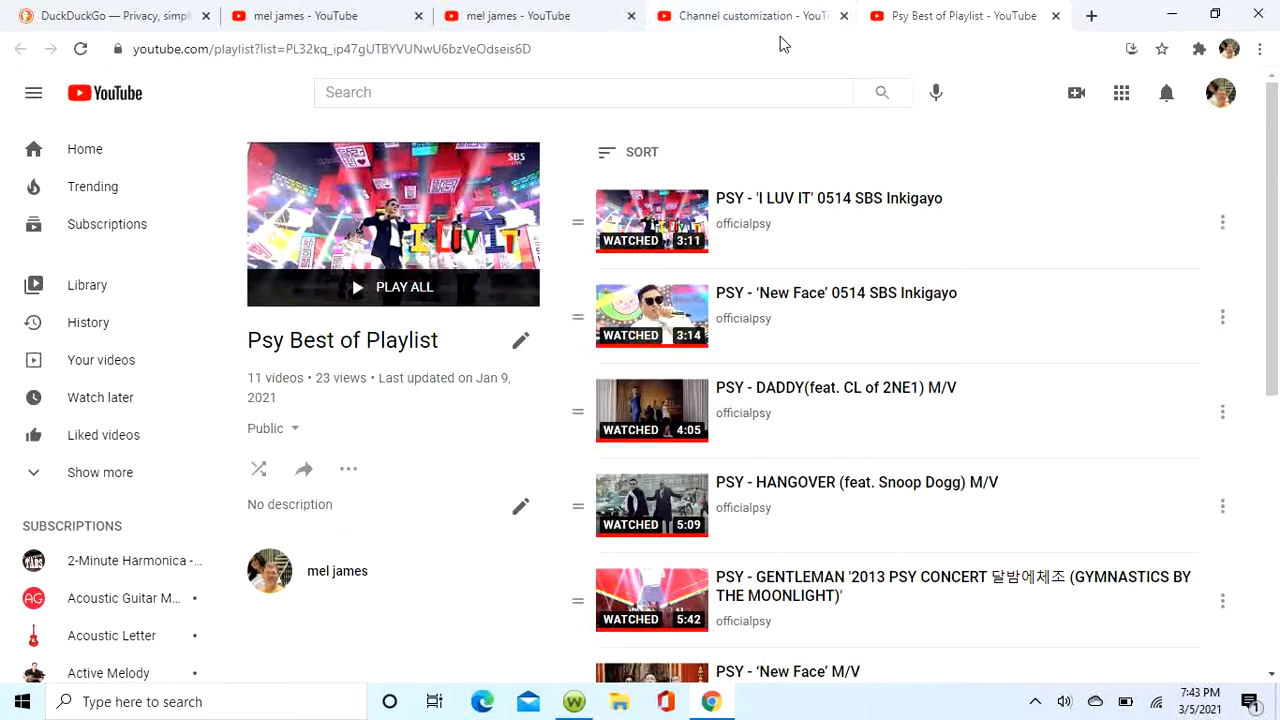 DuckDuckGo — Privacy, simpl
mel james - YouTube
mel james - YouTube
Channel customization - YouT
Psy Best of Playlist - YouTube
youtube.com/playlist?list=PL32kq_ip47gUTBYVUNwU6bzVeOdseis6D
YouTube
Search
Home
Trending
Subscriptions
Library
History
Your videos
Watch later
Liked videos
Show more
SUBSCRIPTIONS
2-Minute Harmonica -...
AG
Acoustic Guitar M...
Acoustic Letter
Active Melody
SBS
LUV IT
PLAY ALL
Psy Best of Playlist
11 videos • 23 views • Last updated on Jan 9,
2021
Public
No description
mel james
SORT
PSY - 'I LUV IT' 0514 SBS Inkigayo
officialpsy
WATCHED 3:11
PSY - ‘New Face’ 0514 SBS Inkigayo
officialpsy
WATCHED 3:14
PSY - DADDY(feat. CL of 2NE1) M/V
officialpsy
WATCHED 4:05
PSY - HANGOVER (feat. Snoop Dogg) M/V
officialpsy
WATCHED 5:09
PSY - GENTLEMAN '2013 PSY CONCERT 달밤에체조 (GYMNASTICS BY
THE MOONLIGHT)'
officialpsy
WATCHED 5:42
PSY - ‘New Face’ M/V
Type here to search
7:43 PM
3/5/2021
1